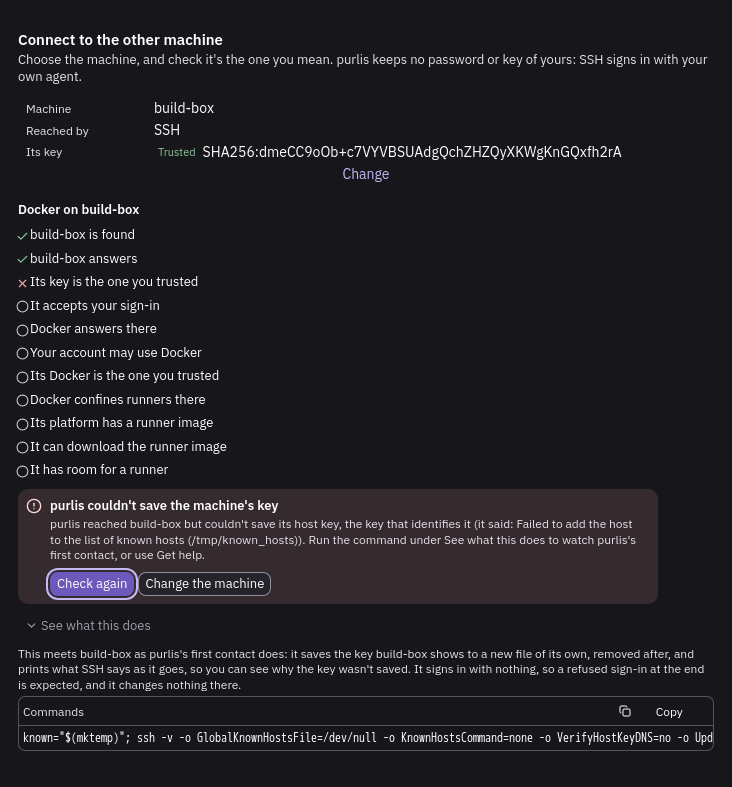 Connect to the other machine
Choose the machine, and check it's the one you mean. purlis keeps no password or key of yours: SSH signs in with your
own agent.
Machine build-box
Reached by SSH
Its key Trusted SHA256:dmeCC9oOb+c7VYVBSUAdgQchZHZQyXKWgKnGQxfh2rA
Change
Docker on build-box
build-box is found
build-box answers
Its key is the one you trusted
It accepts your sign-in
Docker answers there
Your account may use Docker
Its Docker is the one you trusted
Docker confines runners there
Its platform has a runner image
It can download the runner image
It has room for a runner
purlis couldn't save the machine's key
purlis reached build-box but couldn't save its host key, the key that identifies it (it said: Failed to add the host
to the list of known hosts (/tmp/known_hosts)). Run the command under See what this does to watch purlis's
first contact, or use Get help.
Check again Change the machine
See what this does
This meets build-box as purlis's first contact does: it saves the key build-box shows to a new file of its own, removed after, and
prints what SSH says as it goes, so you can see why the key wasn't saved. It signs in with nothing, so a refused sign-in at the end
is expected, and it changes nothing there.
Commands Copy
known="$(mktemp)"; ssh -v -o GlobalKnownHostsFile=/dev/null -o KnownHostsCommand=none -o VerifyHostKeyDNS=no -o Upd